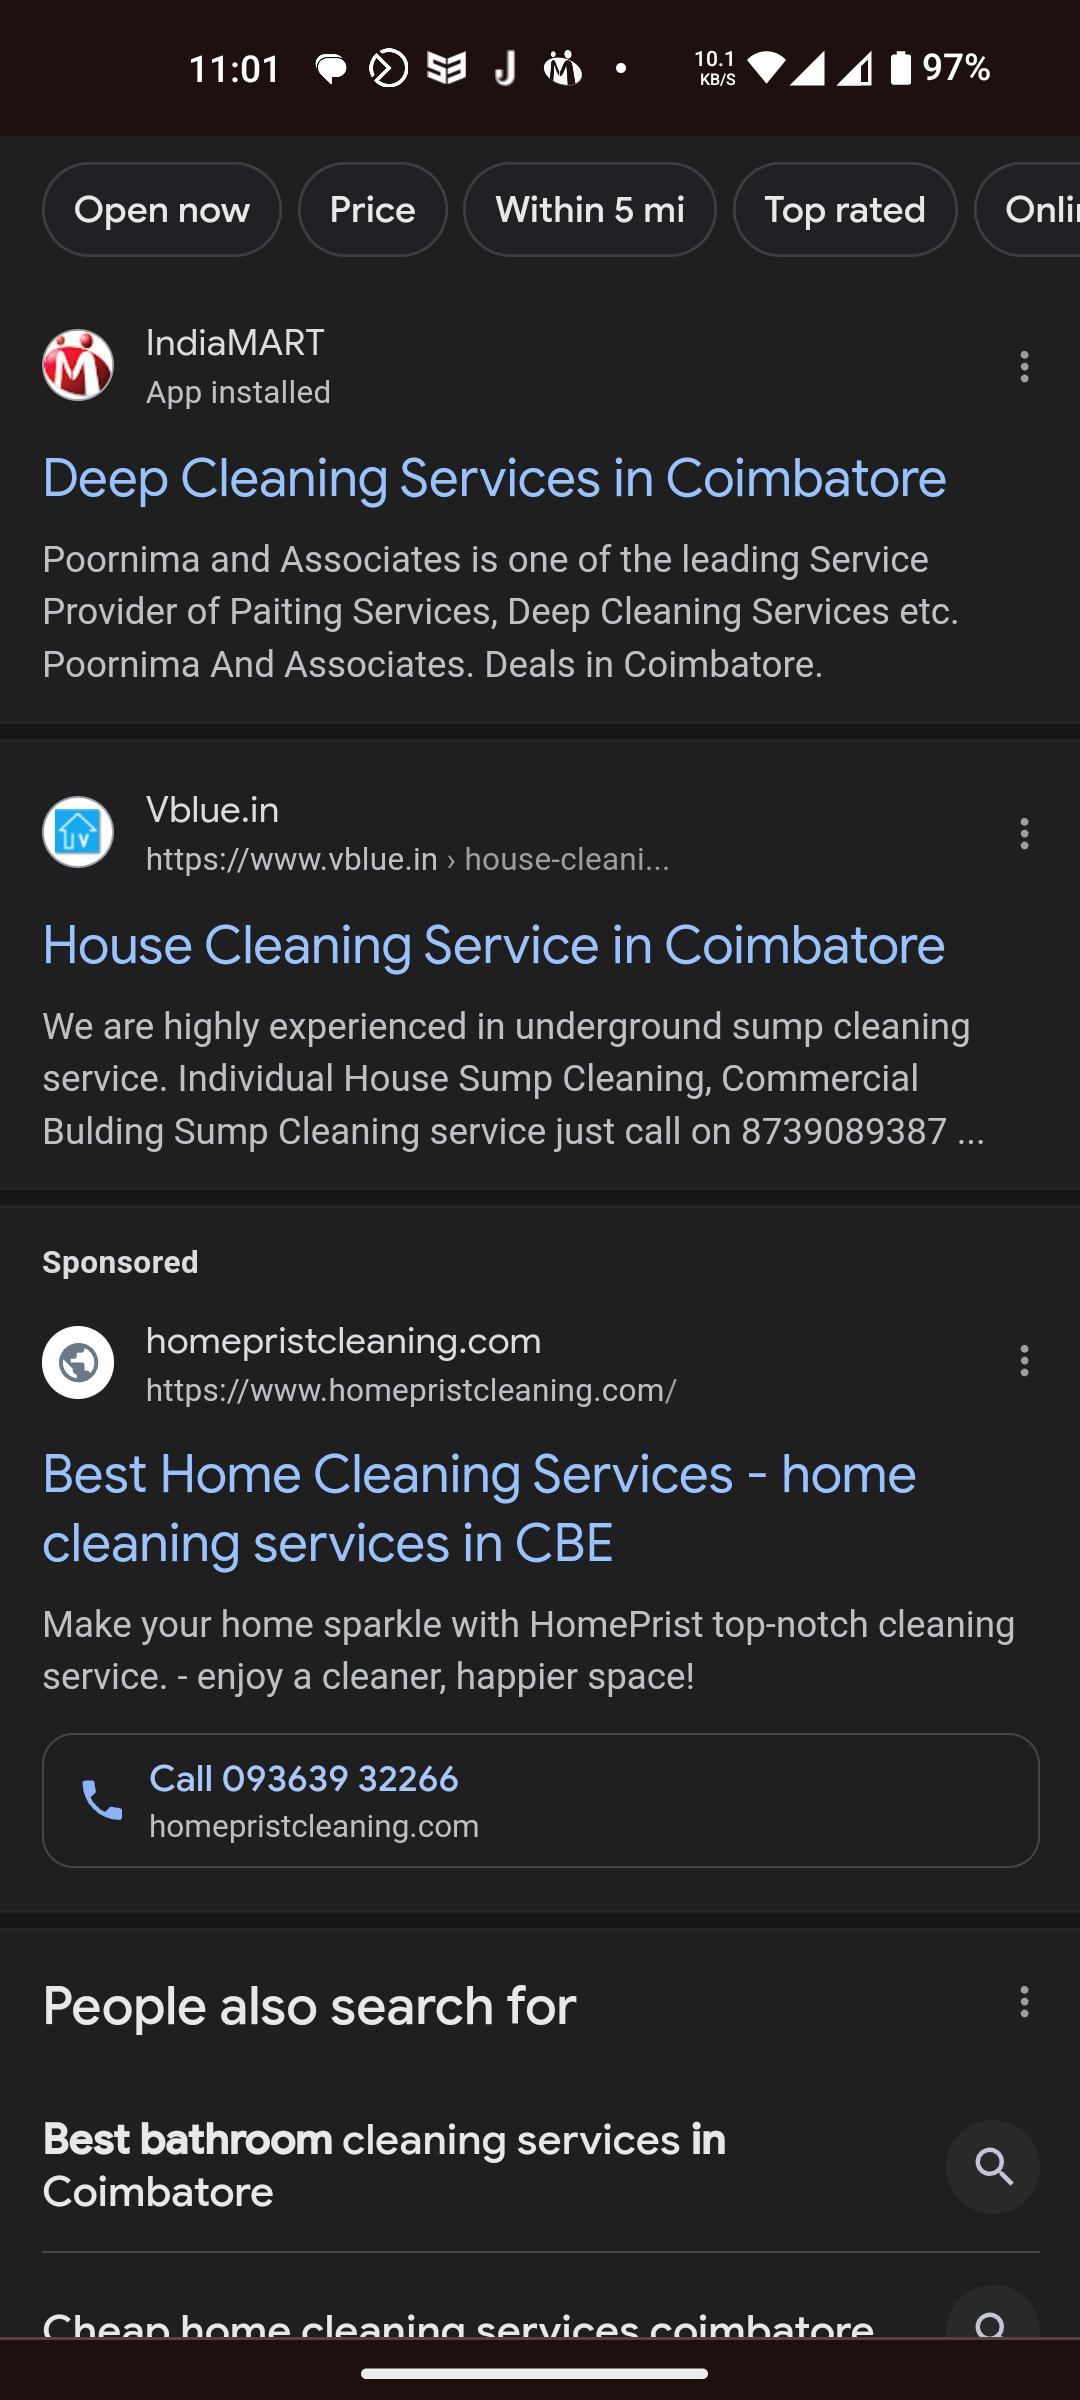 11:01
10.1
KB/S
97%
Open now
Price
Within 5 mi
Top rated
IndiaMART
App installed
Deep Cleaning Services in Coimbatore
Poornima and Associates is one of the leading Service
Provider of Paiting Services, Deep Cleaning Services etc.
Poornima And Associates. Deals in Coimbatore.
Vblue.in
https://www.vblue.in › house-cleani...
House Cleaning Service in Coimbatore
We are highly experienced in underground sump cleaning
service. Individual House Sump Cleaning, Commercial
Bulding Sump Cleaning service just call on 8739089387 ...
Sponsored
homepristcleaning.com
https://www.homepristcleaning.com/
Best Home Cleaning Services - home
cleaning services in CBE
Make your home sparkle with HomePrist top-notch cleaning
service. - enjoy a cleaner, happier space!
Call 093639 32266
homepristcleaning.com
People also search for
Best bathroom cleaning services in
Coimbatore
Cheap home cleaning services coimbatore